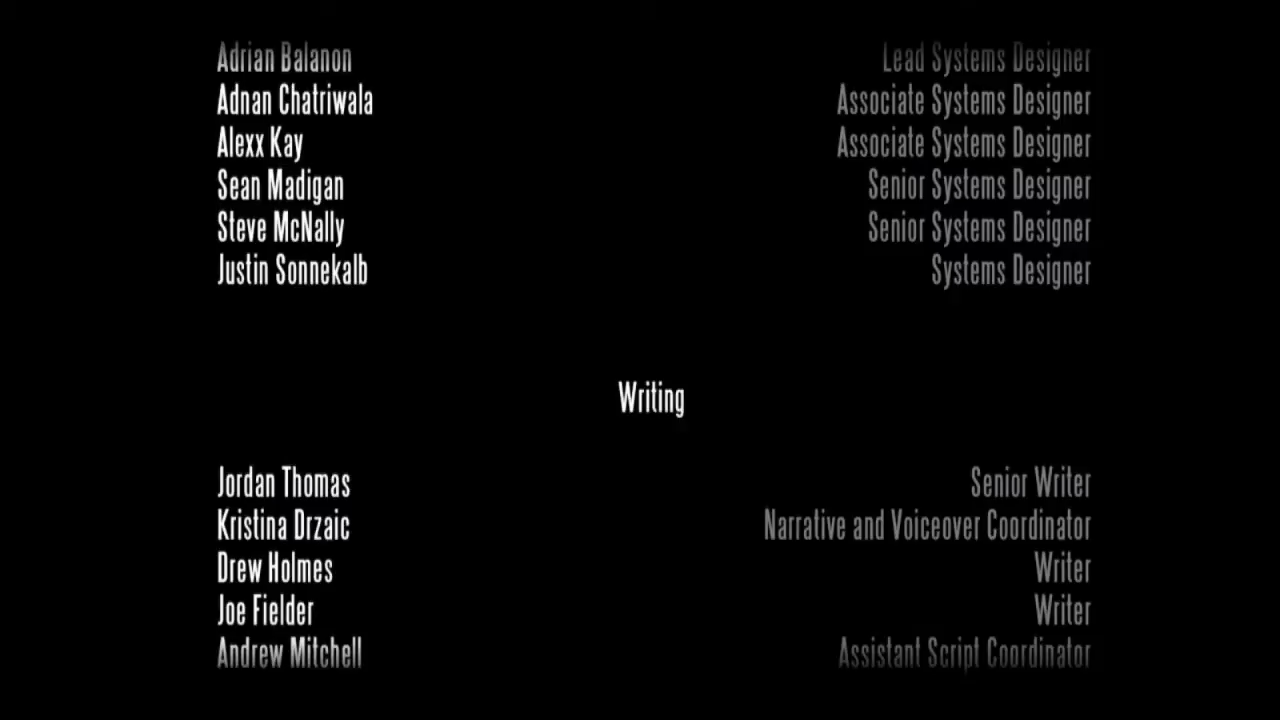 Adrian Balanon Lead Systems Designer
Adnan Chatriwala Associate Systems Designer
Alexx Kay Associate Systems Designer
Sean Madigan Senior Systems Designer
Steve McNally Senior Systems Designer
Justin Sonnekalb Systems Designer
Writing
Jordan Thomas Senior Writer
Kristina Drzaic Narrative and Voiceover Coordinator
Drew Holmes Writer
Joe Fielder Writer
Andrew Mitchell Assistant Script Coordinator